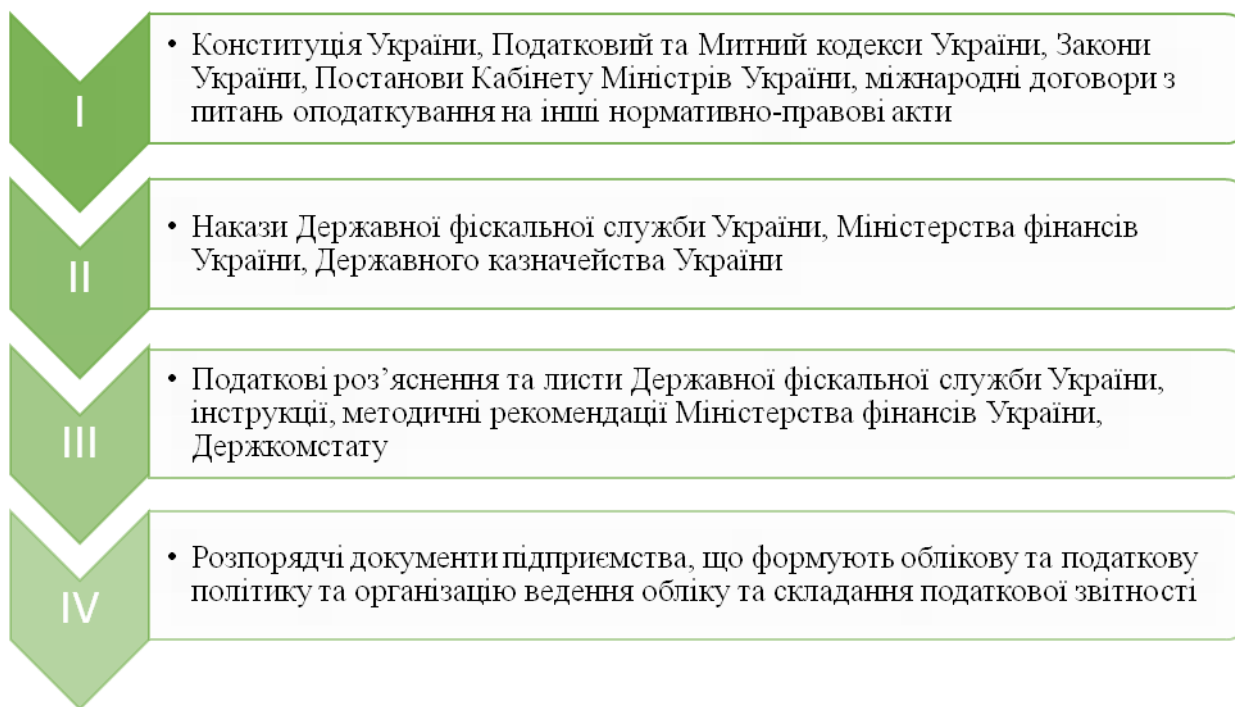 I
• Конституція України, Податковий та Митний кодекси України, Закони
України, Постанови Кабінету Міністрів України, міжнародні договори з
питань оподаткування на інші нормативно-правові акти
II
• Накази Державної фіскальної служби України, Міністерства фінансів
України, Державного казначейства України
III
• Податкові роз’яснення та листи Державної фіскальної служби України,
інструкції, методичні рекомендації Міністерства фінансів України,
Держкомстату
IV
• Розпорядчі документи підприємства, що формують облікову та податкову
політику та організацію ведення обліку та складання податкової звітності